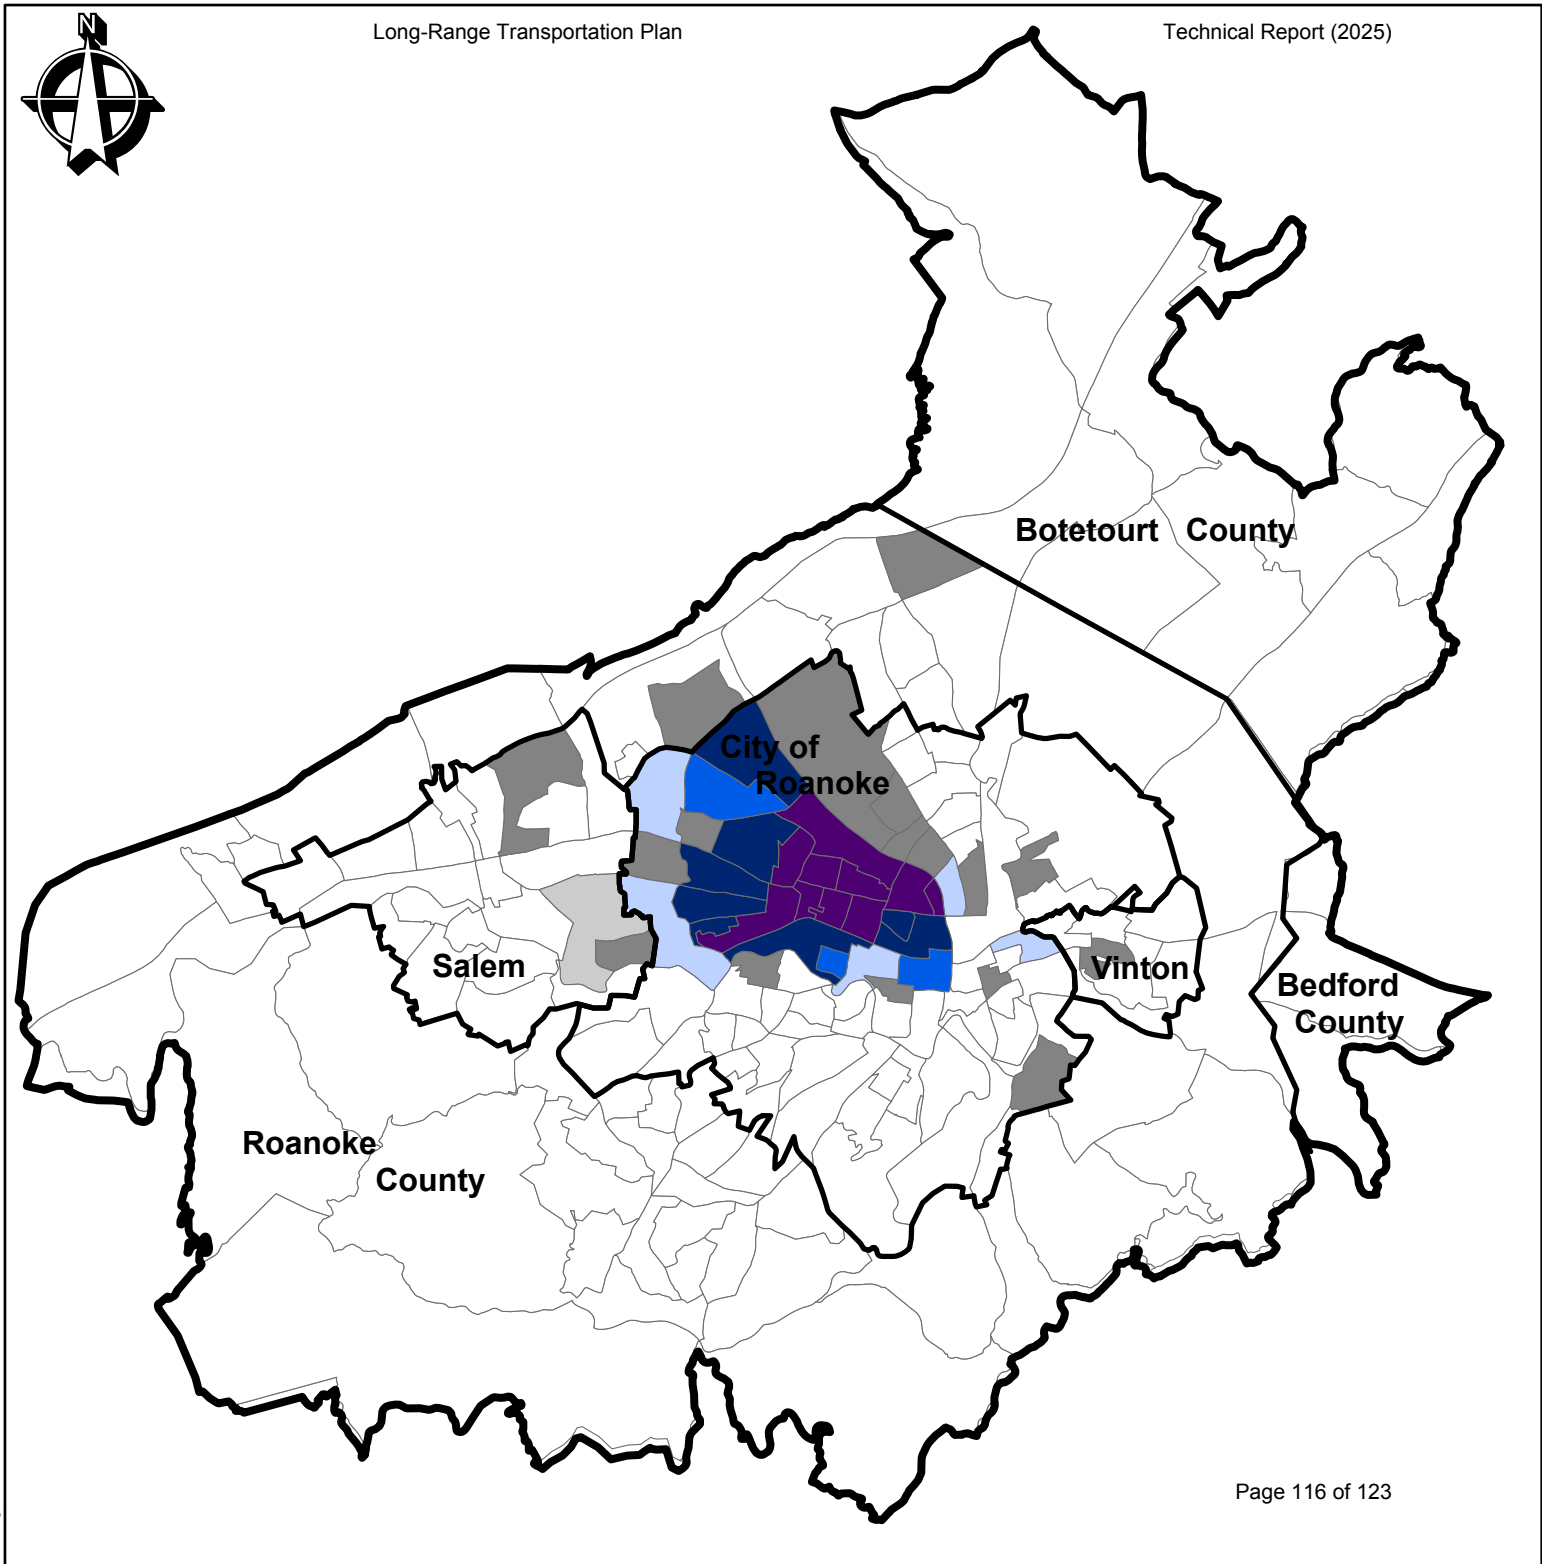 N
Long-Range Transportation Plan
Technical Report (2025)
Botetourt County
City of
Roanoke
Salem
Vinton
Bedford
County
Roanoke
County
Page 116 of 123